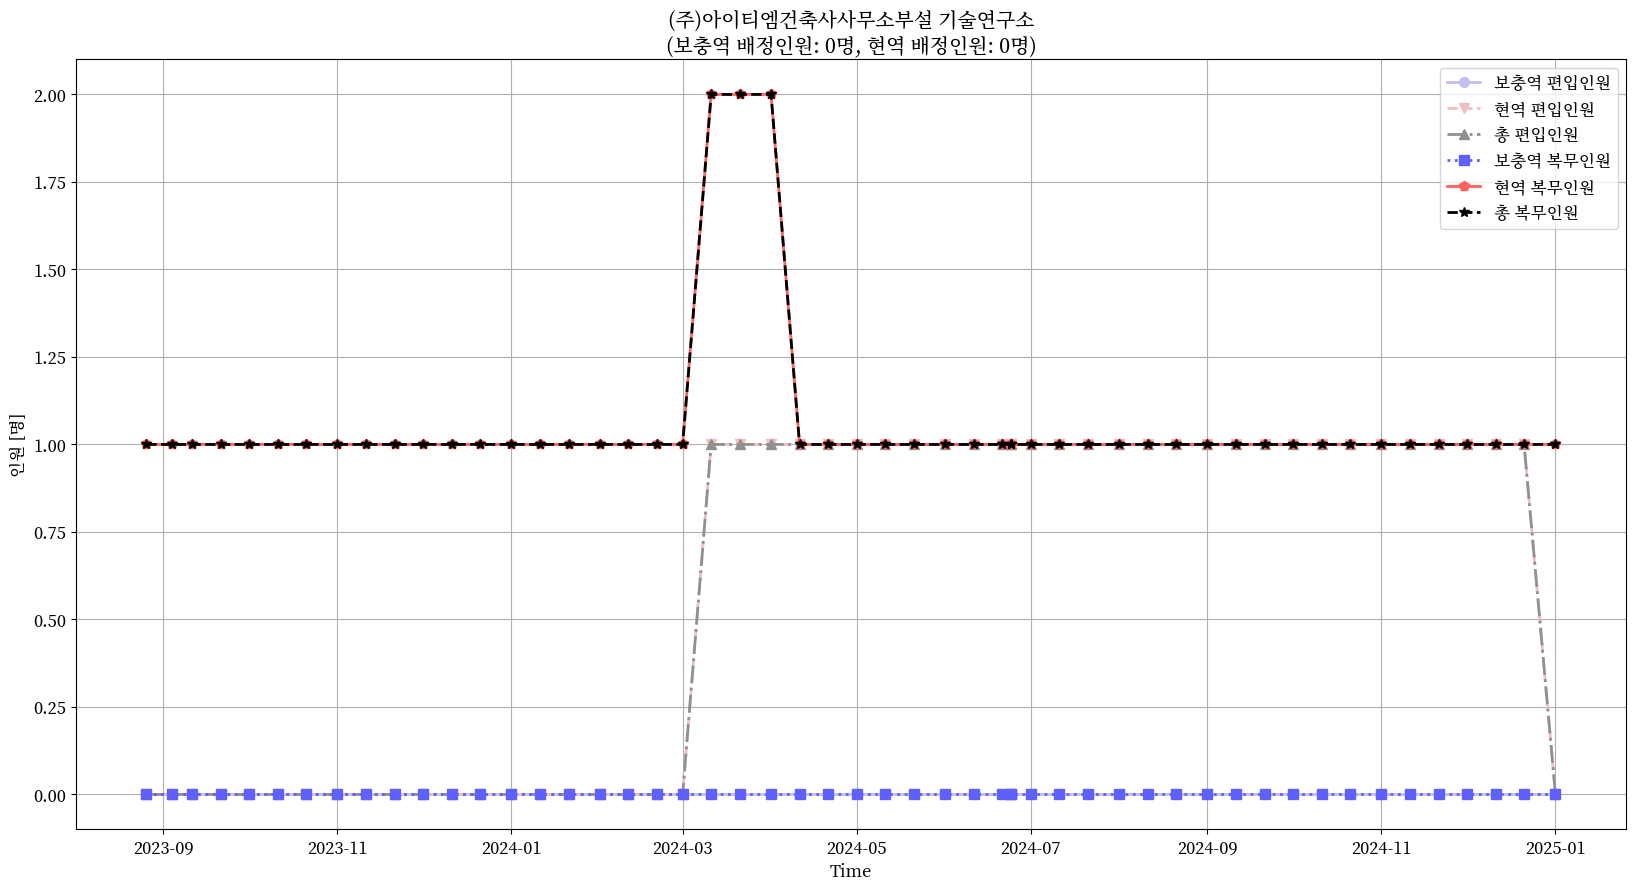 (주)아이티엠건축사사무소부설 기술연구소
(보충역 배정인원: 0명, 현역 배정인원: 0명)
보충역 편입인원
현역 편입인원
총 편입인원
보충역 복무인원
현역 복무인원
총 복무인원
인원 [명]
2.00
1.75
1.50
1.25
1.00
0.75
0.50
0.25
0.00
2023-09
2023-11
2024-01
2024-03
2024-05
2024-07
2024-09
2024-11
2025-01
Time